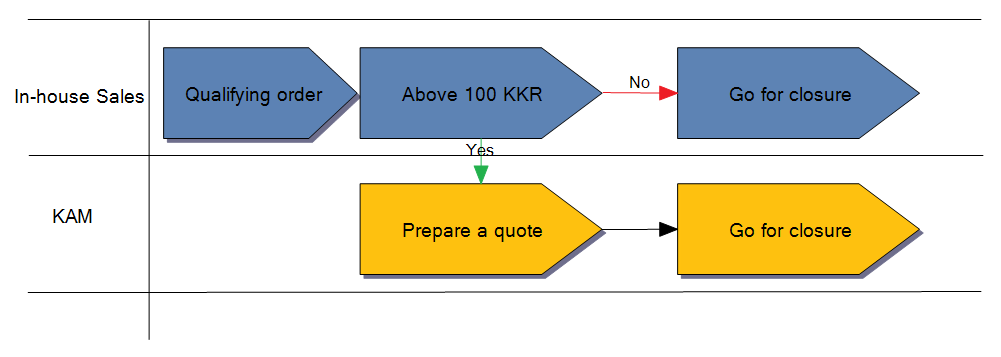 In-house Sales
Qualifying order
Above 100 KKR
No
Go for closure
Yes
KAM
Prepare a quote
Go for closure